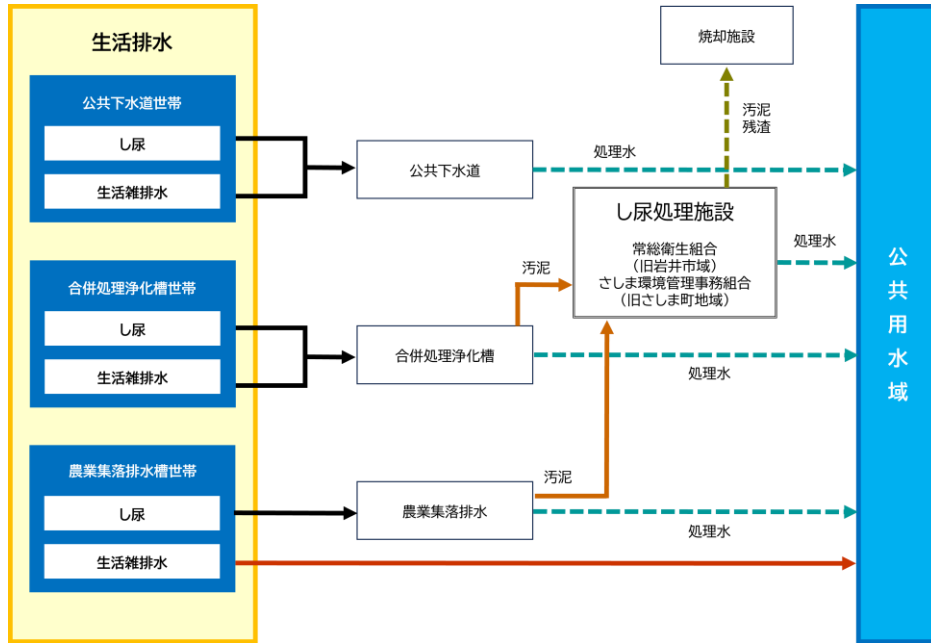 生活排水
公共下水道世帯
し尿
生活雑排水
合併処理浄化槽世帯
し尿
生活雑排水
農業集落排水槽世帯
し尿
生活雑排水
公共下水道
合併処理浄化槽
農業集落排水
汚泥
汚泥
焼却施設
汚泥
残渣
処理水
し尿処理施設
常総衛生組合
(旧岩井市域)
さしま環境管理事務組合
(旧さしま町地域)
処理水
処理水
処理水
公共用水域